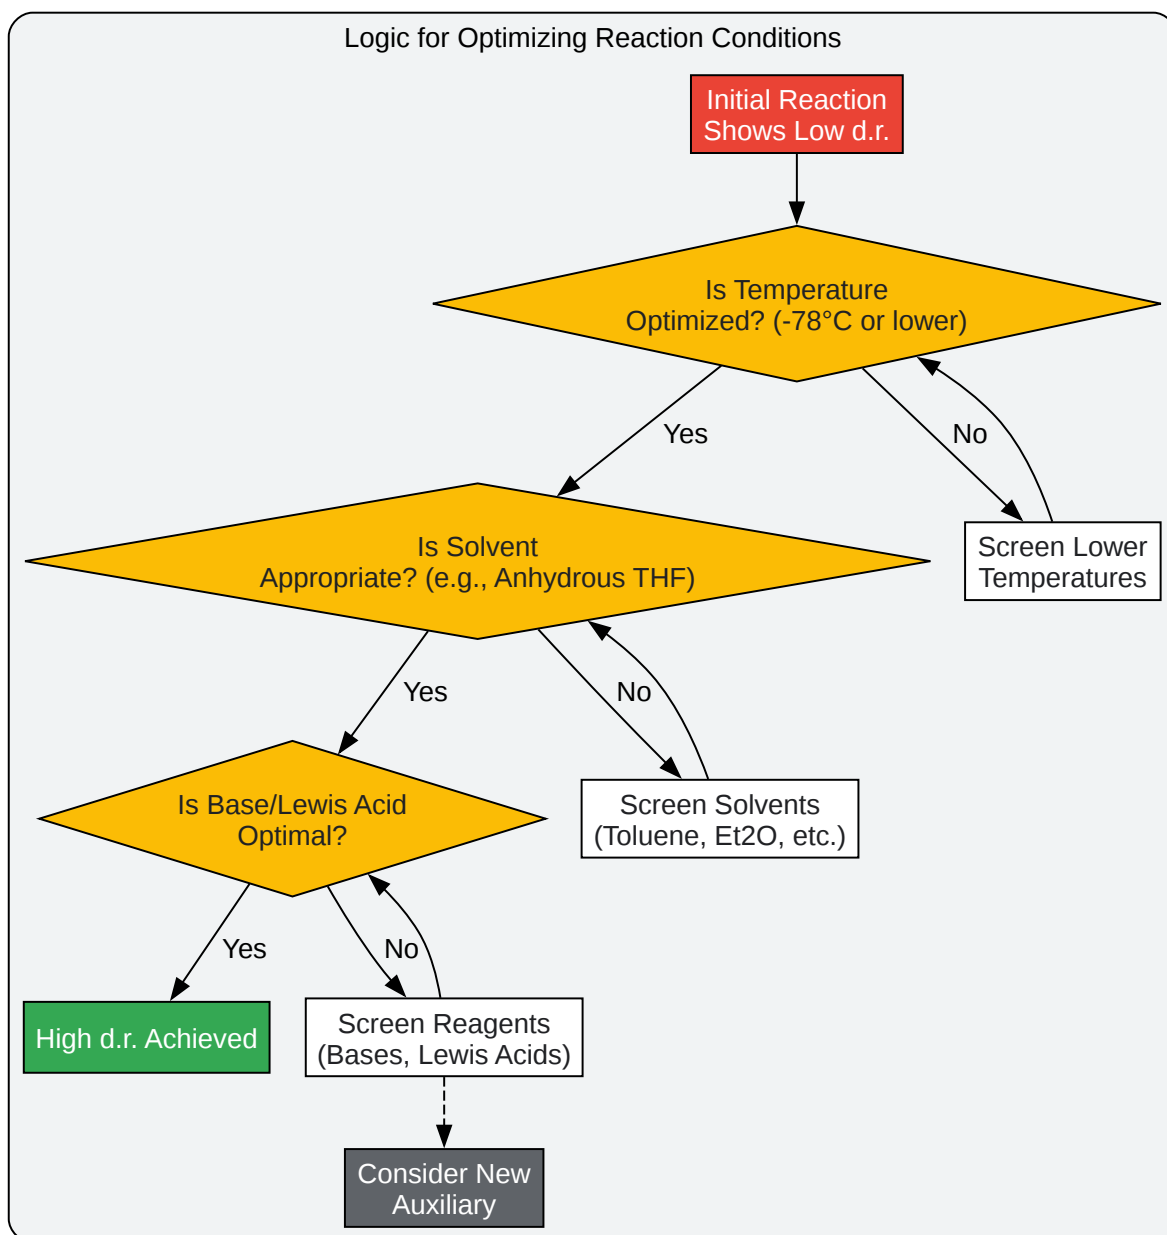 Logic for Optimizing Reaction Conditions
Initial Reaction
Shows Low d.r.
Is Temperature
Optimized? (-78°C or lower)
Yes
No
Is Solvent
Appropriate? (e.g., Anhydrous THF)
Screen Lower
Temperatures
Yes
No
Is Base/Lewis Acid
Optimal?
Screen Solvents
(Toluene, Et2O, etc.)
Yes
No
High d.r. Achieved
Screen Reagents
(Bases, Lewis Acids)
Consider New
Auxiliary